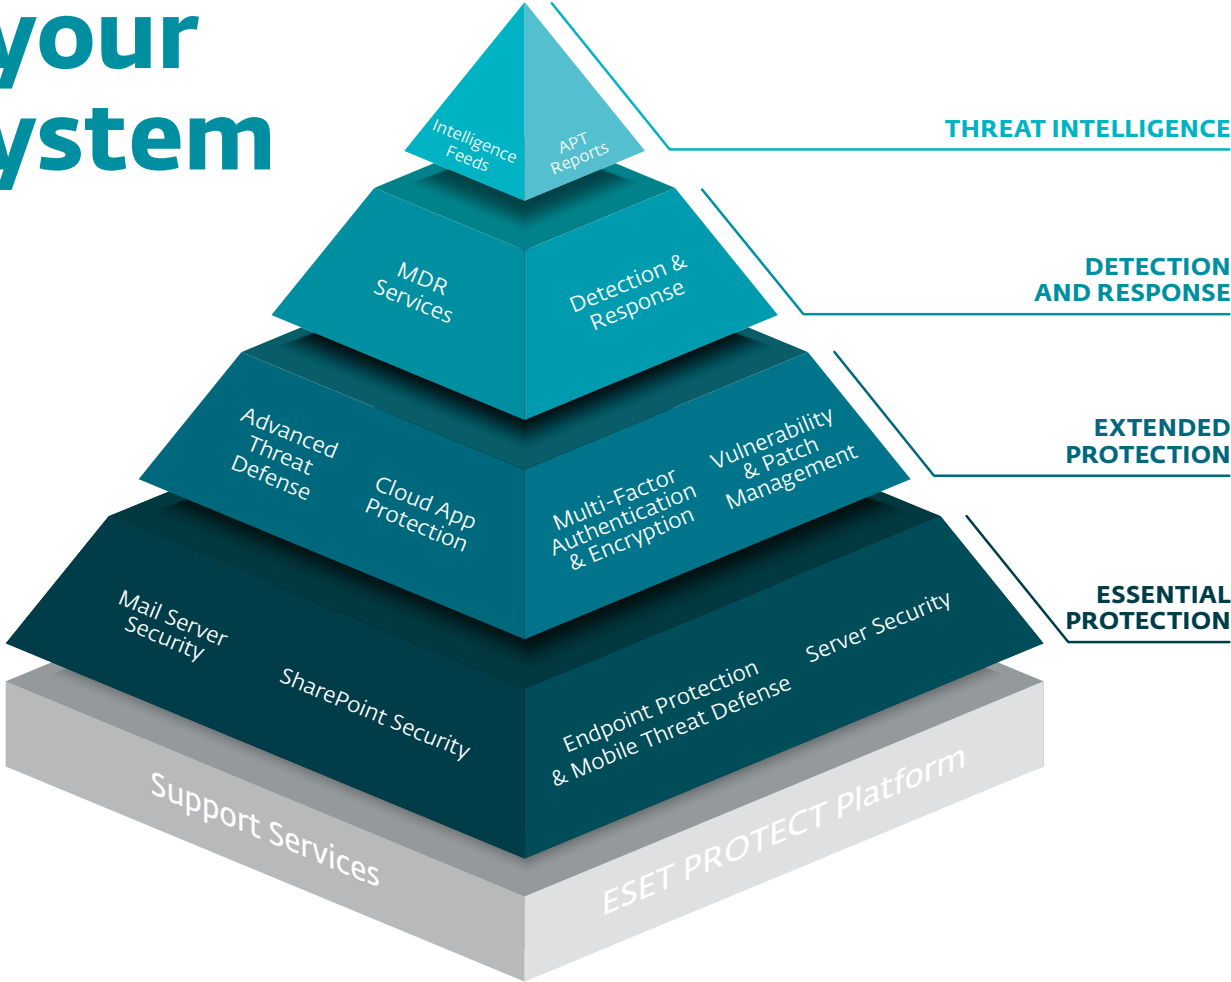 your
ystem
Intelligence
Feeds
APT
Reports
THREAT INTELLIGENCE
MDR
Services
Detection &
Response
DETECTION
AND RESPONSE
Advanced
Threat
Defense
Cloud App
Protection
Multi-Factor
Authentication
& Encryption
Vulnerability
& Patch
Management
EXTENDED
PROTECTION
Mail Server
Security
SharePoint Security
Endpoint Protection
& Mobile Threat Defense
Server Security
ESSENTIAL
PROTECTION
Support Services
ESET PROTECT Platform